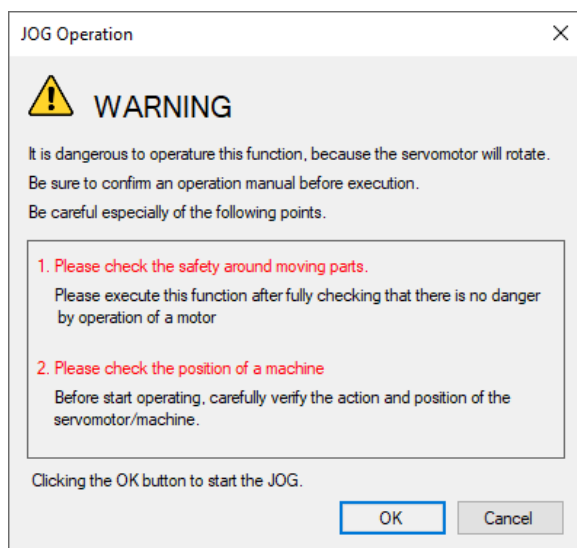 JOG Operation
WARNING
It is dangerous to operature this function, because the servomotor will rotate.
Be sure to confirm an operation manual before execution.
Be careful especially of the following points.
1. Please check the safety around moving parts.
Please execute this function after fully checking that there is no danger
by operation of a motor
2. Please check the position of a machine
Before start operating, carefully verify the action and position of the
servomotor/machine.
Clicking the OK button to start the JOG.
OK
Cancel